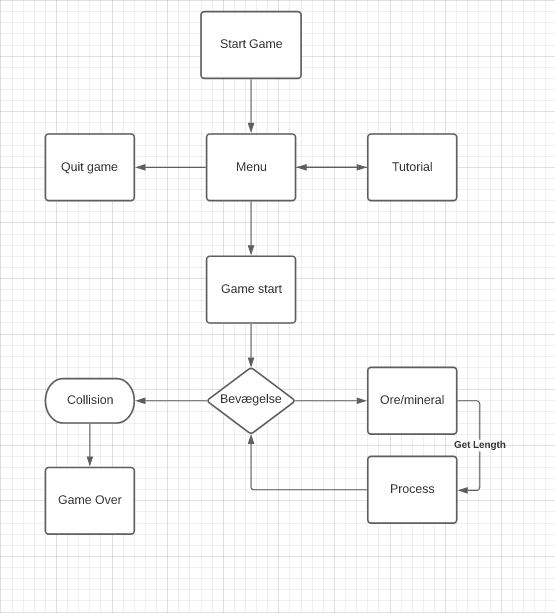 Start Game
Quit game
Menu
Tutorial
Game start
Collision
Bevægelse
Ore/mineral
Get Length
Game Over
Process